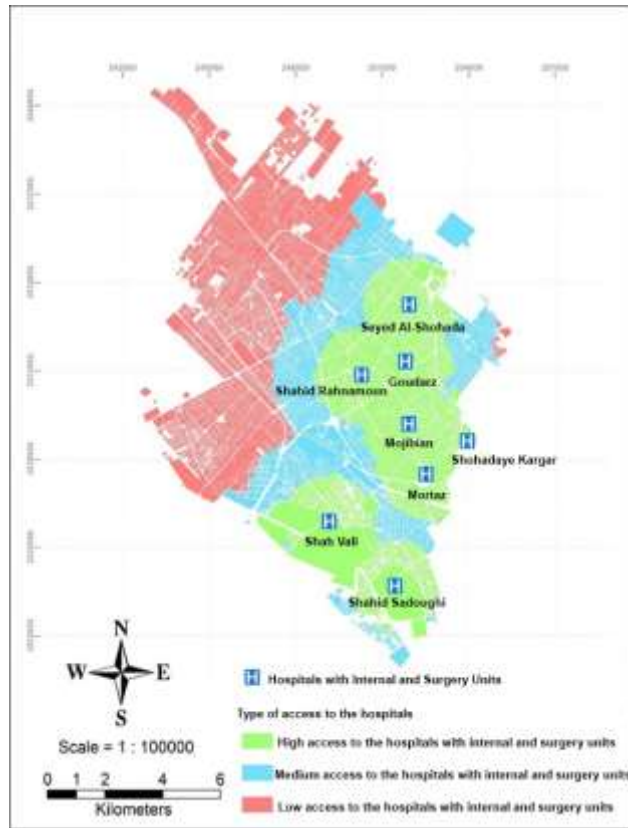 Seyed Al-Shohada
Goudarz
Shahid Rahnamoun
Mojibian
Shohadaye Kargar
Mortaz
Shah Vali
Shahid Sadoughi
N
W E
S
Hospitals with Internal and Surgery Units
Type of access to the hospitals
Scale = 1 : 100000
High access to the hospitals with internal and surgery units
0 1 2 4 6
Medium access to the hospitals with internal and surgery units
Kilometers
Low access to the hospitals with internal and surgery units